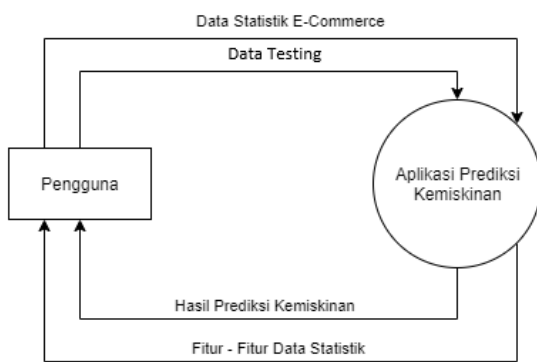 Data Statistik E-Commerce
Data Testing
Pengguna
Aplikasi Prediksi
Kemiskinan
Hasil Prediksi Kemiskinan
Fitur - Fitur Data Statistik